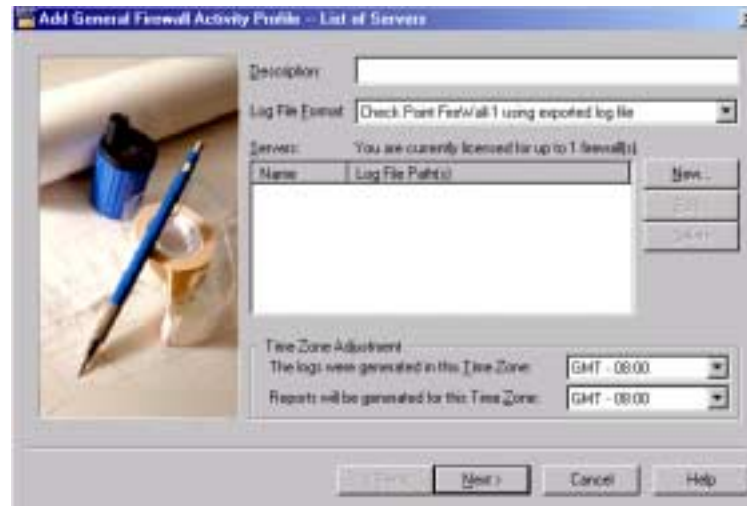 Add General Firewall Activity Profile -- List of Servers
Description:
Log File Format: Check Point FireWall-1 using exported log file
Servers: You are currently licensed for up to 1 firewall(s).
Name Log File Path(s)
New...
Edit...
Delete
Time Zone Adjustment
The logs were generated in this Time Zone: GMT - 08:00
Reports will be generated for this Time Zone: GMT - 08:00
< Back Next > Cancel Help